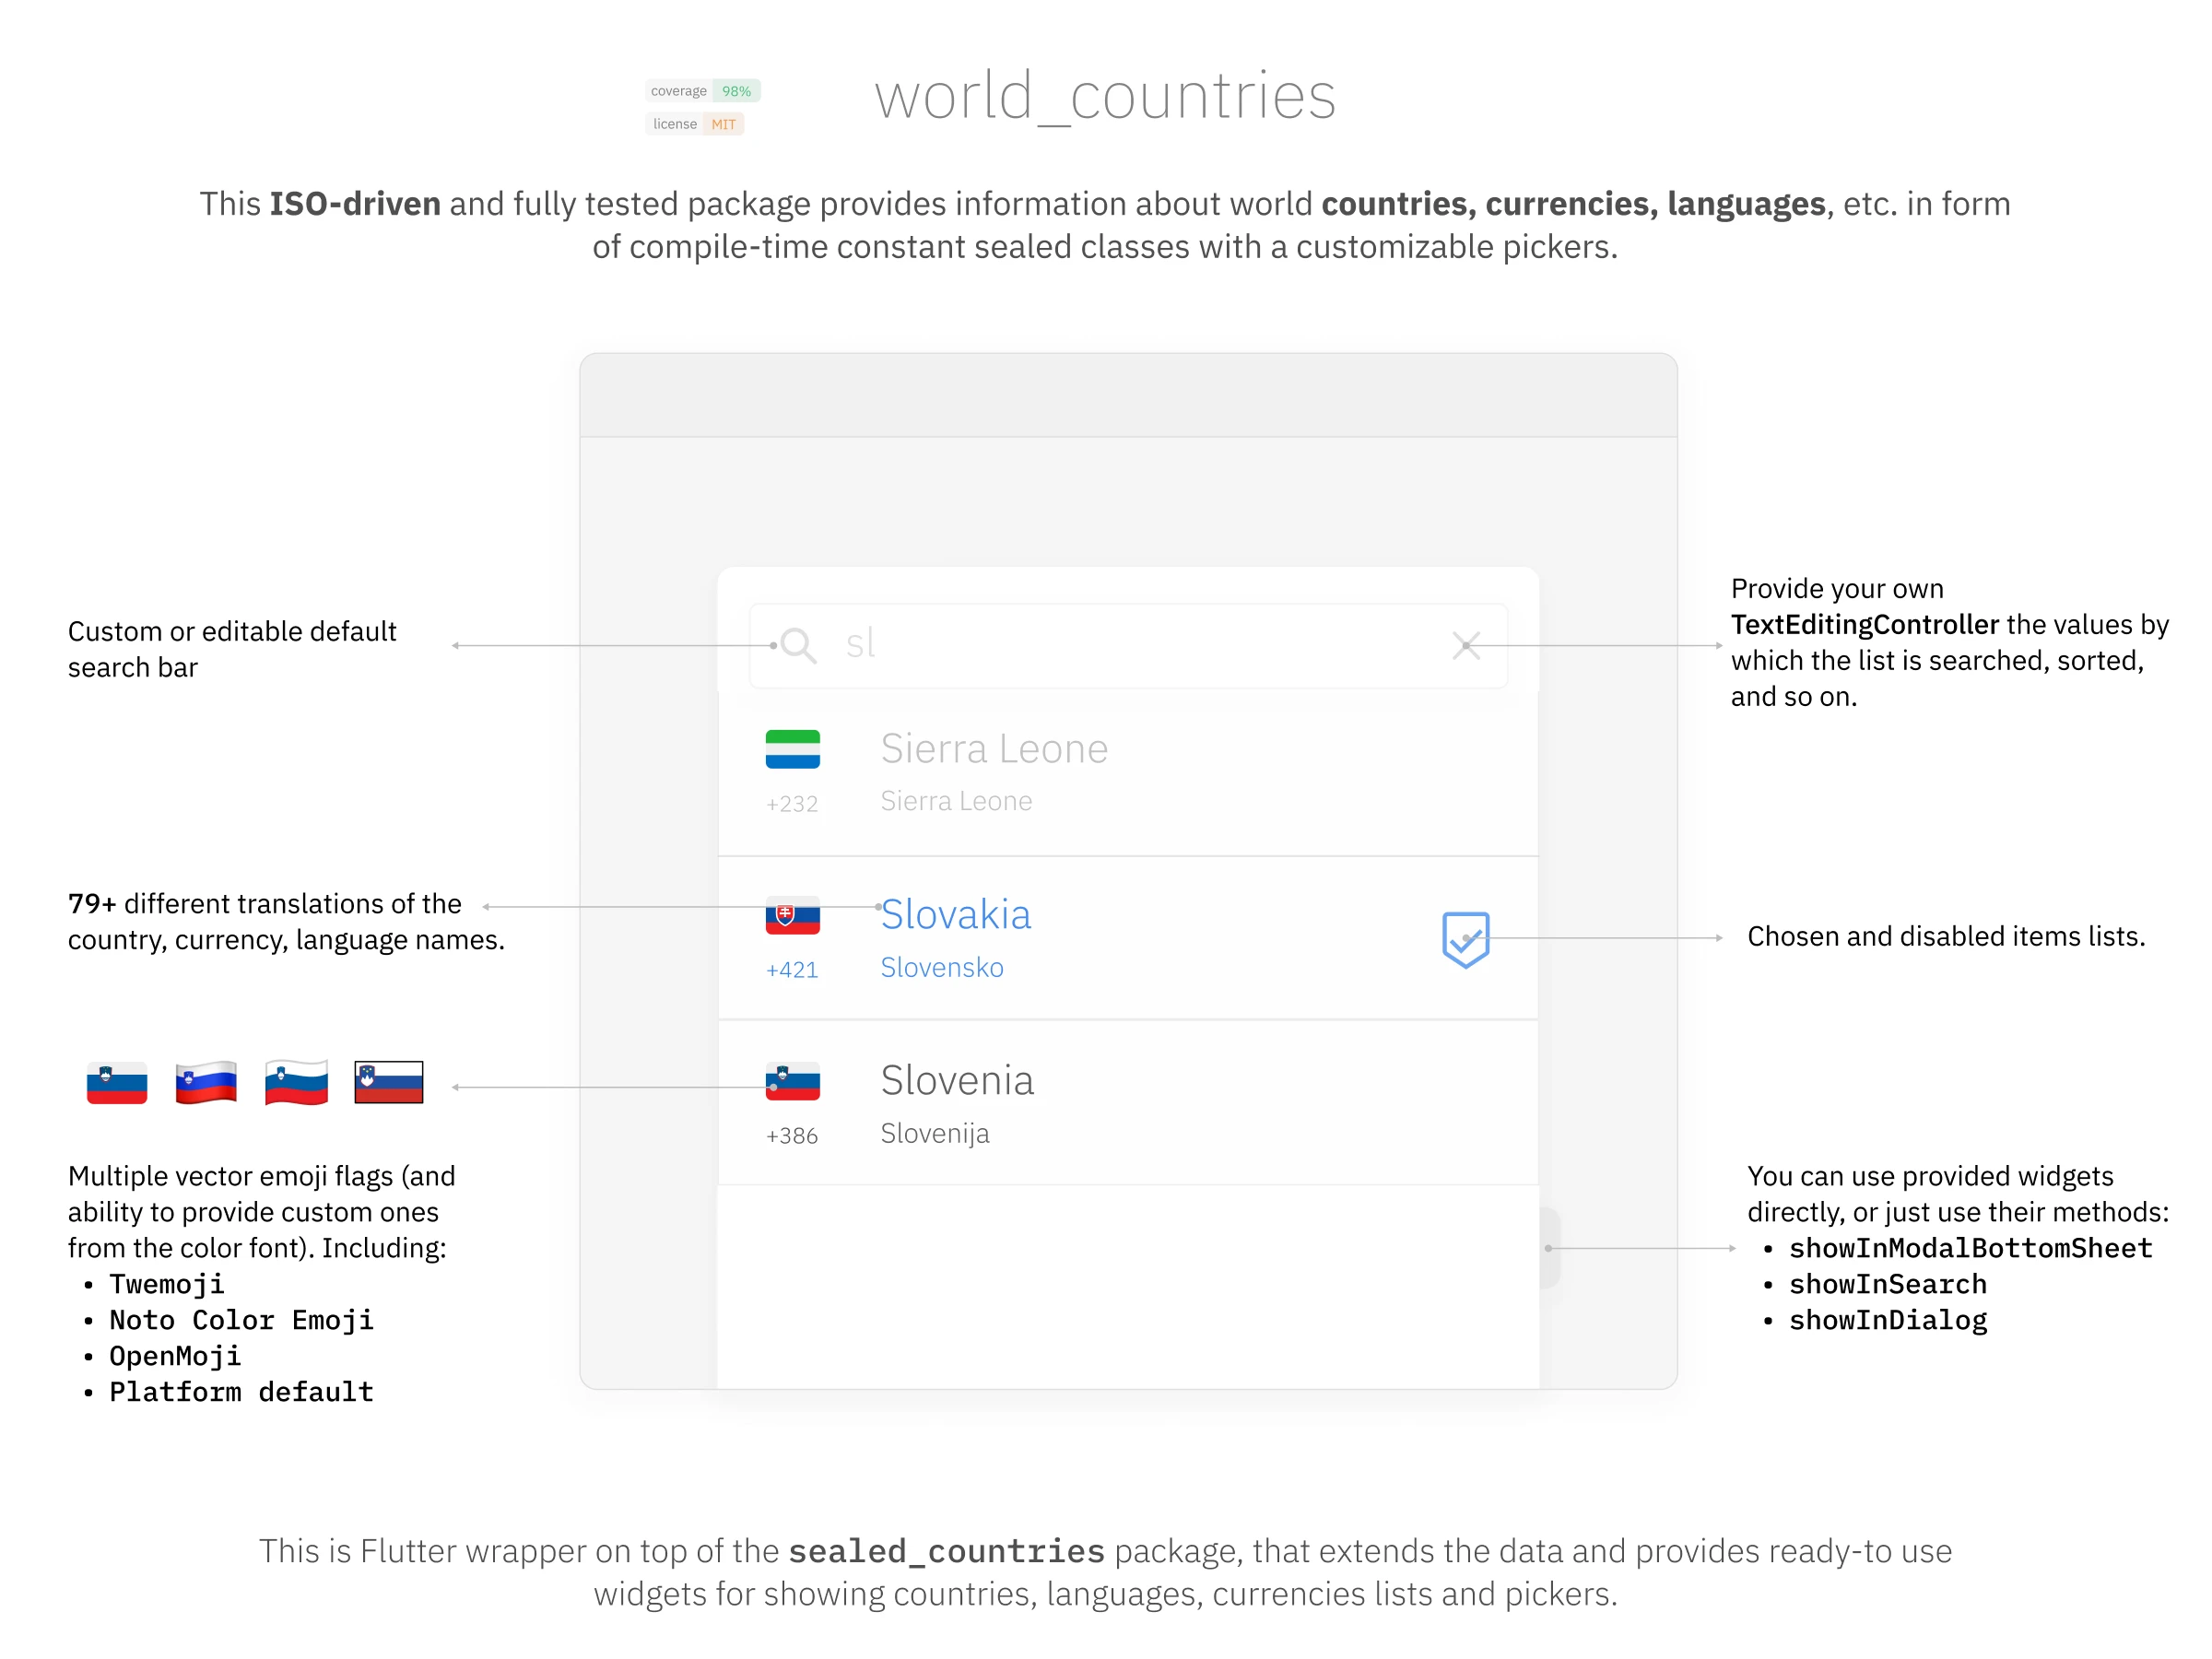 coverage 98%
license MIT
world_countries
This ISO-driven and fully tested package provides information about world countries, currencies, languages, etc. in form
of compile-time constant sealed classes with a customizable pickers.
Custom or editable default
search bar
sl
Provide your own
TextEditingController the values by
which the list is searched, sorted,
and so on.
Sierra Leone
+232
Sierra Leone
79+ different translations of the
country, currency, language names.
Slovakia
+421
Slovensko
Chosen and disabled items lists.
Slovenia
+386
Slovenija
Multiple vector emoji flags (and
ability to provide custom ones
from the color font). Including:
• Twemoji
• Noto Color Emoji
• OpenMoji
• Platform default
You can use provided widgets
directly, or just use their methods:
• showInModalBottomSheet
• showInSearch
• showInDialog
This is Flutter wrapper on top of the sealed_countries package, that extends the data and provides ready-to use
widgets for showing countries, languages, currencies lists and pickers.